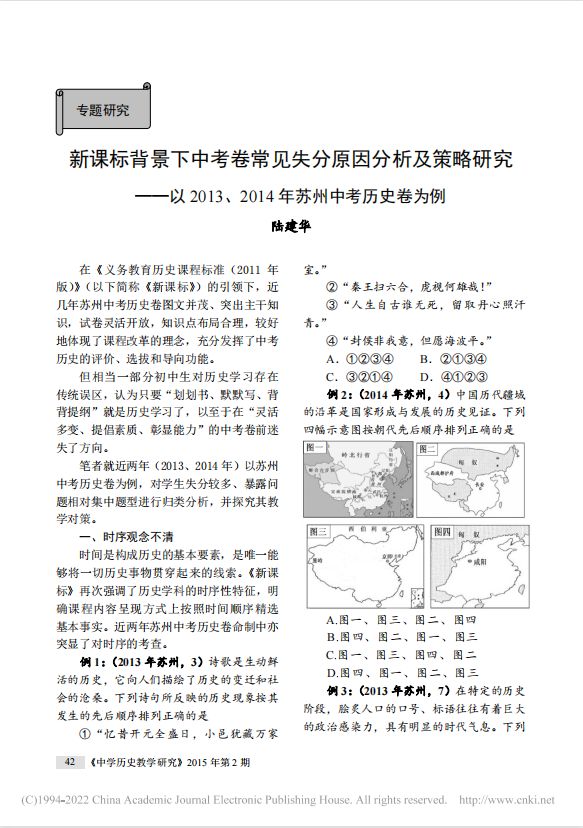 专题研究
新课标背景下中考卷常见失分原因分析及策略研究
——以 2013、2014 年苏州中考历史卷为例
陆建华
在《义务教育历史课程标准（2011 年
版）》（以下简称《新课标》）的引领下，近
几年苏州中考历史卷图文并茂、突出主干知
识，试卷灵活开放，知识点布局合理，较好
地体现了课程改革的理念，充分发挥了中考
历史的评价、选拔和导向功能。
但相当一部分初中生对历史学习存在
传统误区，认为只要“划划书、默默写、背
背提纲”就是历史学习了，以至于在“灵活
多变、提倡素质、彰显能力”的中考卷前迷
失了方向。
笔者就近两年（2013、2014 年）以苏州
中考历史卷为例，对学生失分较多、暴露问
题相对集中题型进行归类分析，并探究其教
学对策。
一、时序观念不清
时间是构成历史的基本要素，是唯一能
够将一切历史事物贯穿起来的线索。《新课
标》再次强调了历史学科的时序性特征，明
确课程内容呈现方式上按照时间顺序精选
基本事实。近两年苏州中考历史卷命制中亦
突显了对时序的考查。
例 1：（2013 年苏州，3）诗歌是生动鲜
活的历史，它向人们描绘了历史的变迁和社
会的沧桑。下列诗句所反映的历史现象按其
发生的先后顺序排列正确的是
①“忆昔开元全盛日，小邑犹藏万家
室。”
②“秦王扫六合，虎视何雄哉！”
③“人生自古谁无死，留取丹心照汗
青。”
④“封侯非我意，但愿海波平。”
A．①②③④ B．②①③④
C．③②①④ D．④①②③
例 2：（2014 年苏州，4）中国历代疆域
的沿革是国家形成与发展的历史见证。下列
四幅示意图按朝代先后顺序排列正确的是
图一
岭北行省
图二
匈 奴
长安
图三
西 伯 利 亚
京师
图四
匈 奴
咸阳
A.图一、图三、图二、图四
B.图四、图二、图一、图三
C.图一、图三、图四、图二
D.图四、图一、图二、图三
例 3：（2013 年苏州，7）在特定的历史
阶段，脍炙人口的口号、标语往往有着巨大
的政治感染力，具有明显的时代气息。下列
42 《中学历史教学研究》2015 年第 2 期
(C)1994-2022 China Academic Journal Electronic Publishing House. All rights reserved. http://www.cnki.net